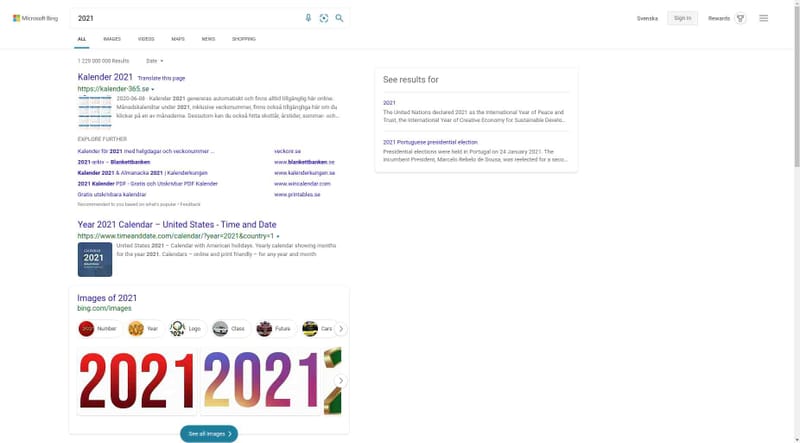 Microsoft Bing
2021
Svenska
Sign in
Rewards
ALL
IMAGES
VIDEOS
MAPS
NEWS
SHOPPING
1 220 000 000 Results
Date
Kalender 2021 Translate this page
https://kalender-365.se
2020-06-08 · Kalender 2021 genereras automatiskt och finns alltid tillgänglig här online.
Månadskalendrar under 2021, inklusive veckonummer, finns också tillgängliga här om du
klickar på en av månaderna. Dessutom kan du också hitta skottår, årstider, sommar- och...
EXPLORE FURTHER
Kalender för 2021 med helgdagar och veckonummer ...
veckonr.se
2021-arkiv – Blankettbanken
www.blankettbanken.se
Kalender 2021 & Almanacka 2021 | Kalenderkungen
www.kalenderkungen.se
2021 Kalender PDF - Gratis och Utskrivbar PDF Kalender
www.wincalendar.com
Gratis utskrivbara kalendrar
www.printables.se
Recommended to you based on what's popular • Feedback
Year 2021 Calendar – United States - Time and Date
https://www.timeanddate.com/calendar/?year=2021&country=1
CALENDAR
2021
United States 2021 – Calendar with American holidays. Yearly calendar showing months
for the year 2021. Calendars – online and print friendly – for any year and month
Images of 2021
bing.com/images
Number
Year
2024
Logo
Class
Future
Cars
2021
2021
See all images
See results for
2021
The United Nations declared 2021 as the International Year of Peace and
Trust, the International Year of Creative Economy for Sustainable Develo...
2021 Portuguese presidential election
Presidential elections were held in Portugal on 24 January 2021. The
incumbent President, Marcelo Rebelo de Sousa, was reelected for a seco...